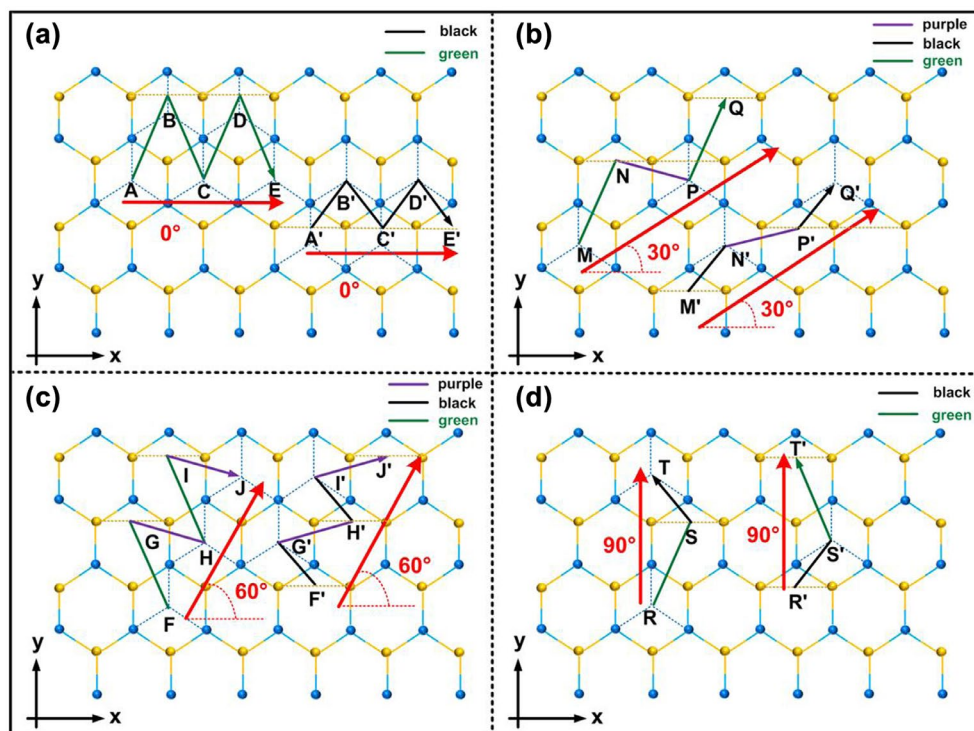 (a)
black
green
B
D
A
C
E
0°
B'
D'
A'
C'
E'
0°
y
x
(b)
purple
black
green
Q
N
P
Q'
M
30°
N'
P'
M'
30°
y
x
(c)
purple
black
green
I
J
I'
J'
G
H
G'
H'
F
60°
F'
60°
y
x
(d)
black
green
T
T'
S
90°
90°
S'
R
R'
y
x